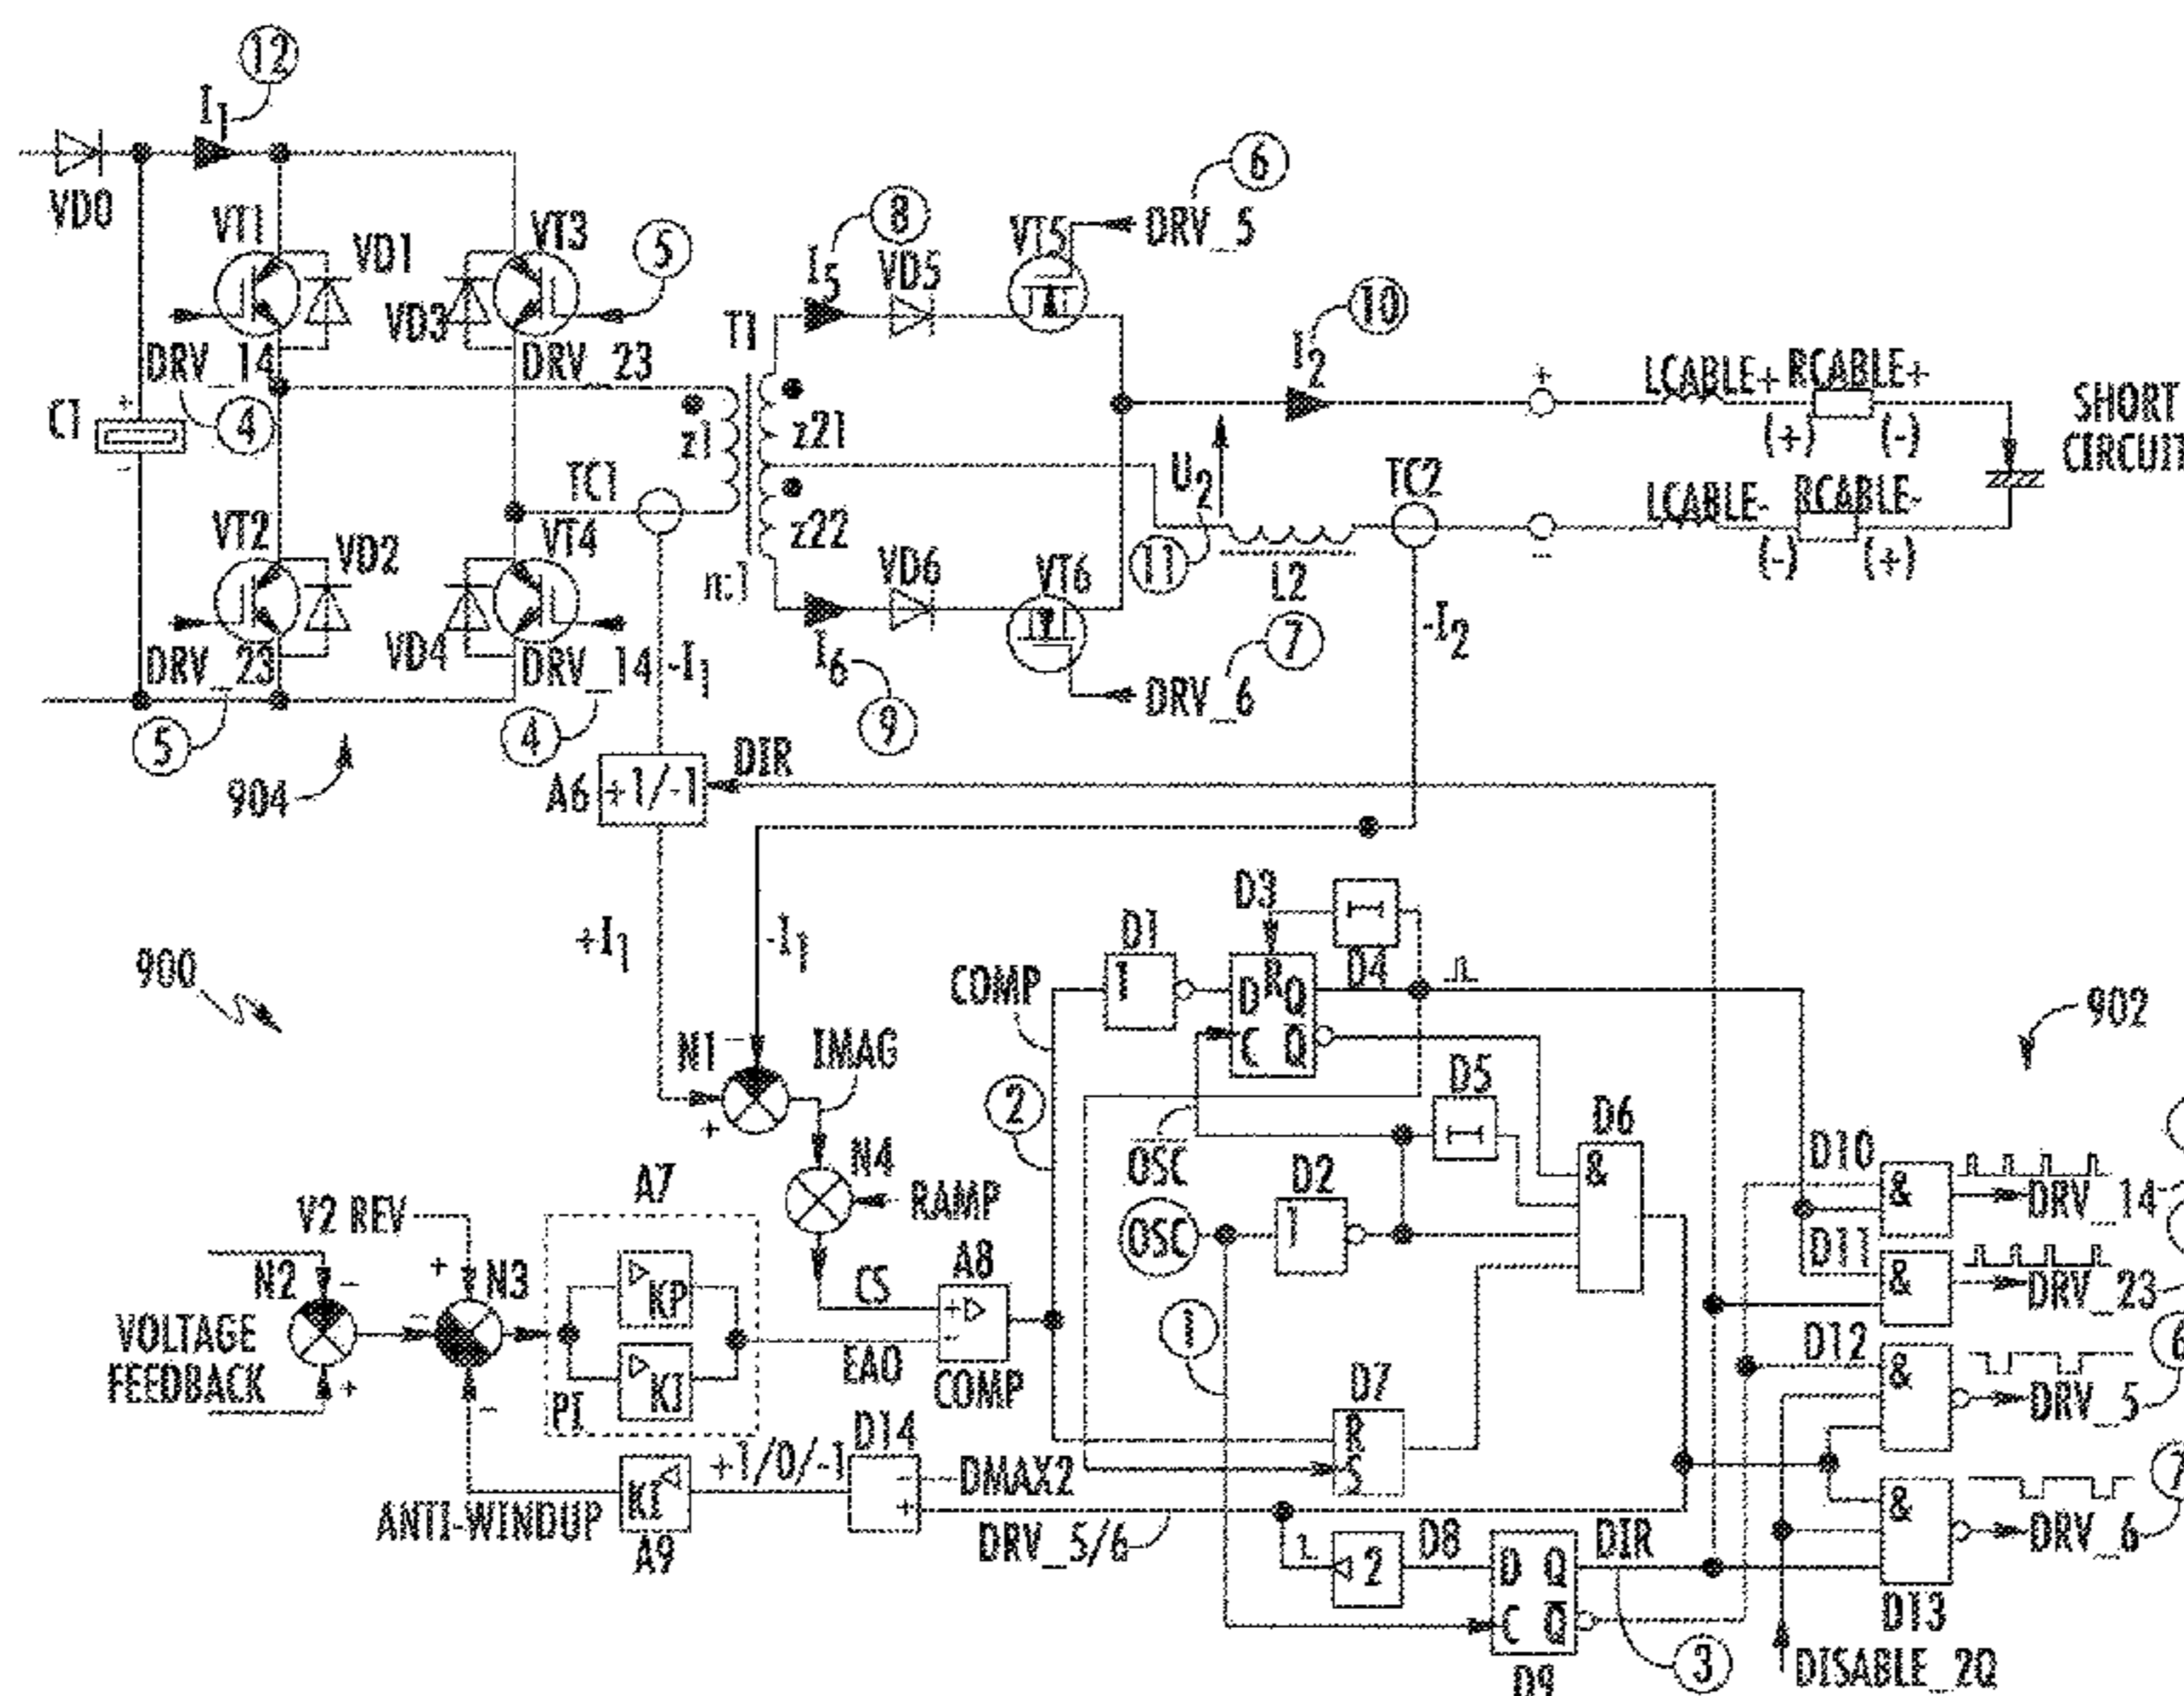 12
I1
VD0
VT1
VD1
VT3
VD3
5
DRV_14
DRV_23
4
C1
+
-
VT2
VD2
VT4
VD4
DRV_23
DRV_14
5
4
904
TC1
T1
z1
z21
z22
n:1
8
I5
VD5
VT5
DRV_5
6
I6
9
VD6
VT6
DRV_6
7
10
I2
U2
11
L2
TC2
+
-
LCABLE+
RCABLE+
(+)
(-)
LCABLE-
RCABLE-
(-)
(+)
SHORT
CIRCUIT
-I1
-I2
A6
+1/-1
DIR
900
+I1
-I1
N1
-
+
IMAG
N4
RAMP
CS
V2 REV
N2
-
+
VOLTAGE
FEEDBACK
+
N3
-
-
A7
KP
KI
PI
EAO
A8
+
-
COMP
ANTI-WINDUP
KI
A9
+1/0/-1
D14
-
+
DMAX2
DRV_5/6
COMP
2
D1
1
D3
D R Q
C Q
D4
D5
OSC
OSC
D2
1
1
D6
&
D7
R
S
2
D8
D Q
C Q
D9
DIR
3
902
D10
&
DRV_14
D11
&
DRV_23
D12
&
DRV_5
6
&
DRV_6
7
D13
DISABLE_2Q